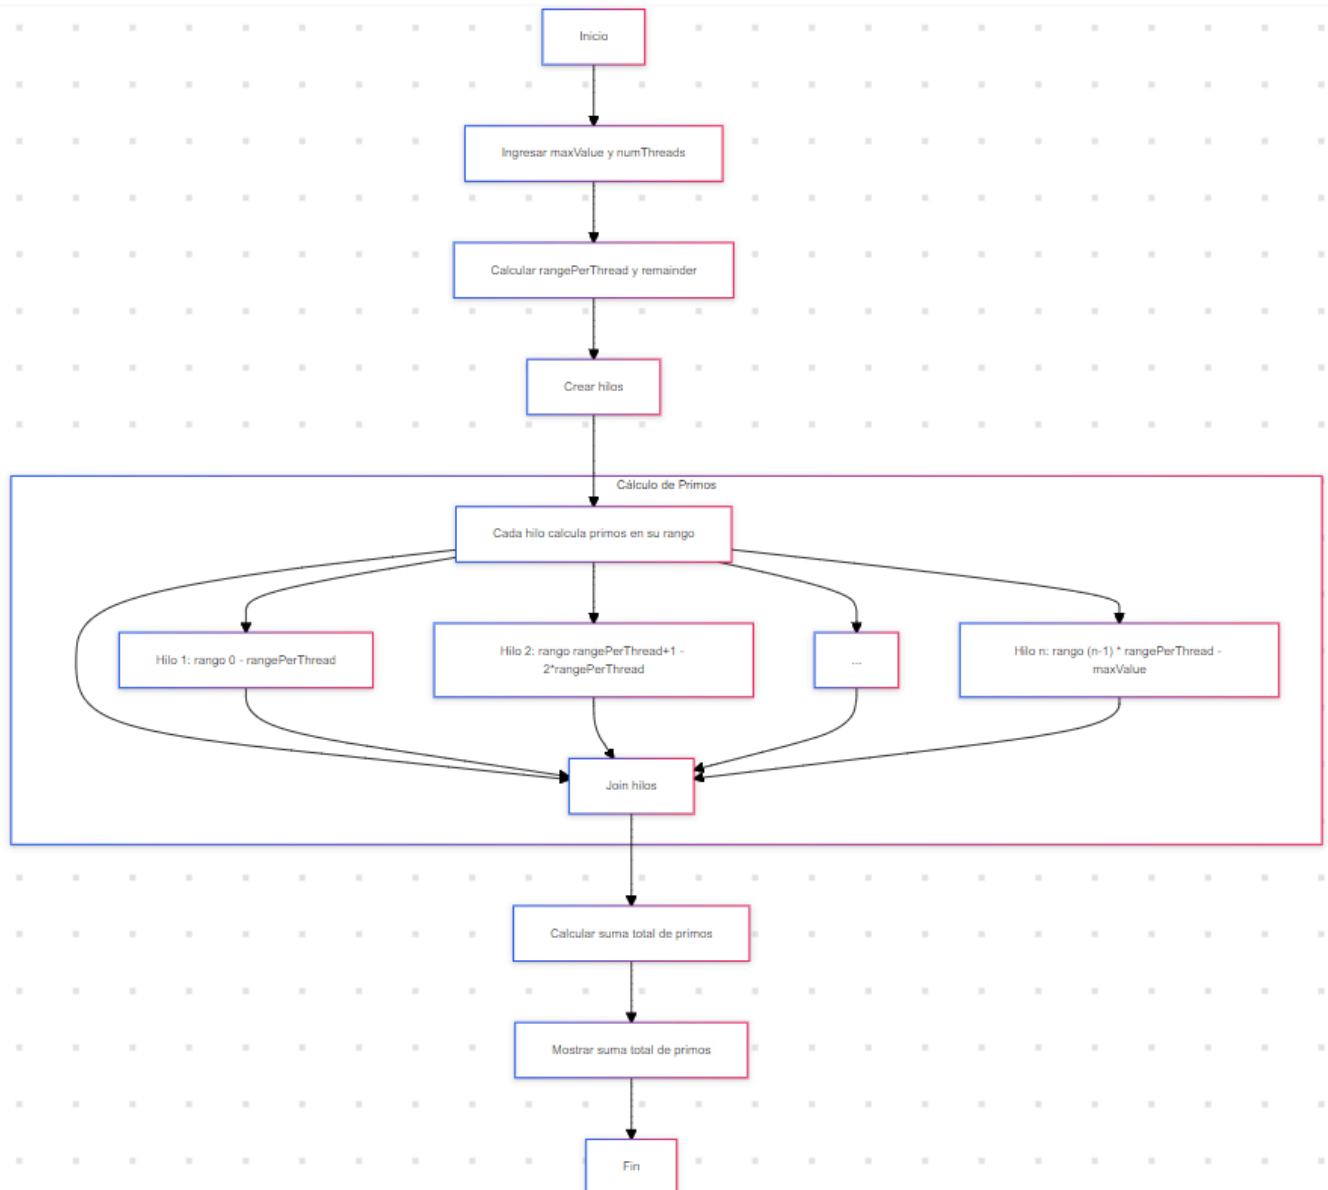 Inicio
Ingresar maxValue y numThreads
Calcular rangePerThread y remainder
Crear hilos
Cálculo de Primos
Cada hilo calcula primos en su rango
Hilo 1: rango 0 - rangePerThread
Hilo 2: rango rangePerThread+1 -
2*rangePerThread
...
Hilo n: rango (n-1) * rangePerThread -
maxValue
Join hilos
Calcular suma total de primos
Mostrar suma total de primos
Fin